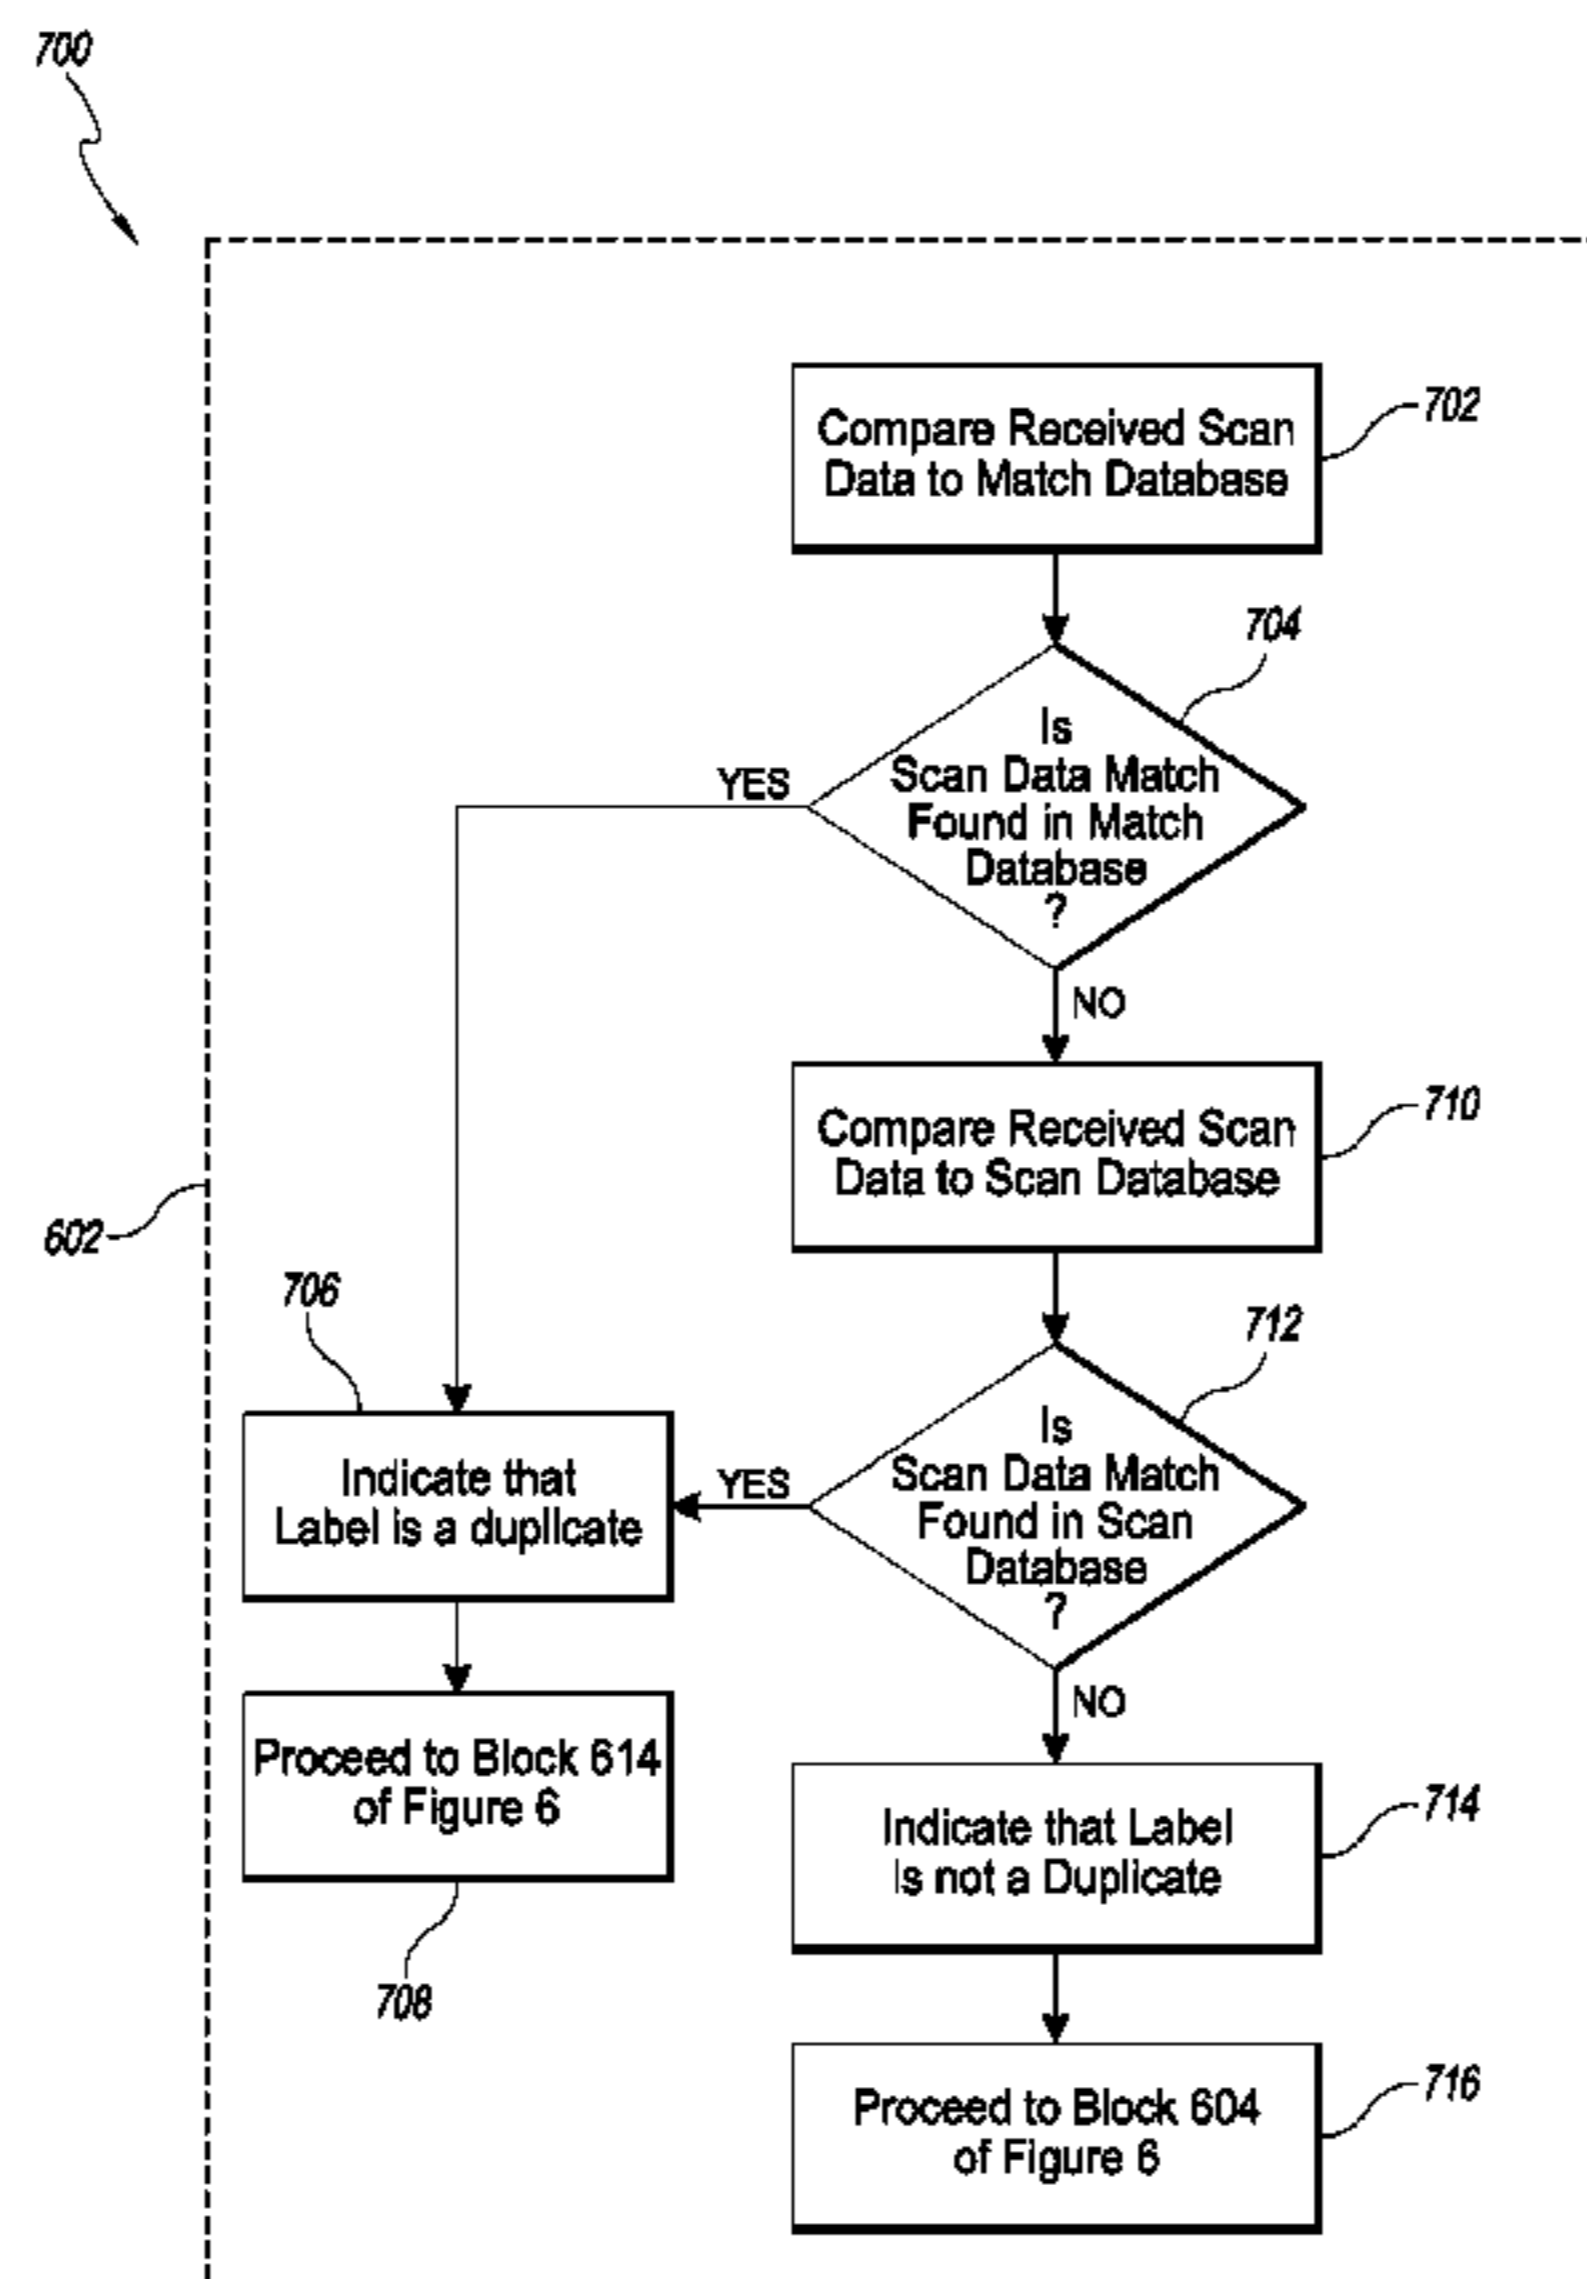 700
Compare Received Scan
Data to Match Database
702
704
Is
Scan Data Match
Found in Match
Database
?
YES
NO
Compare Received Scan
Data to Scan Database
710
602
706
712
Indicate that
Label is a duplicate
YES
Is
Scan Data Match
Found in Scan
Database
?
NO
Proceed to Block 614
of Figure 6
708
Indicate that Label
is not a Duplicate
714
Proceed to Block 604
of Figure 6
716